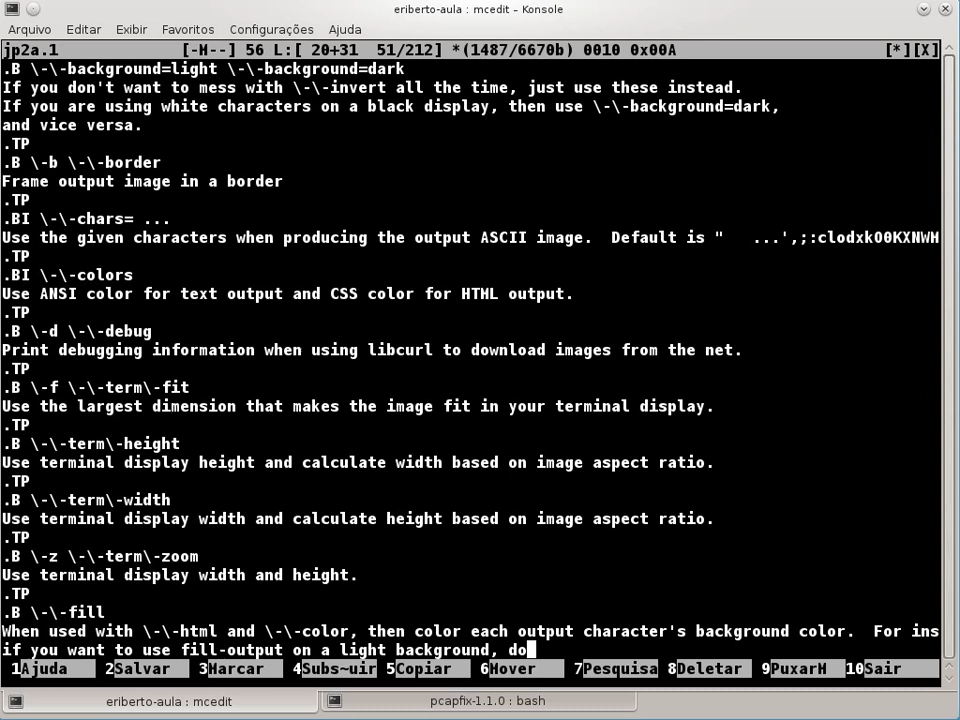 eriberto-aula : mcedit – Konsole
Arquivo Editar Exibir Favoritos Configurações Ajuda
jp2a.1 [-H--] 56 L:[ 20+31 51/212] *(1487/6670b) 0010 0x00A [*][X]
.B \-\-background=light \-\-background=dark
If you don't want to mess with \-\-invert all the time, just use these instead.
If you are using white characters on a black display, then use \-\-background=dark,
and vice versa.
.TP
.B \-b \-\-border
Frame output image in a border
.TP
.BI \-\-chars= ...
Use the given characters when producing the output ASCII image.  Default is "   ...',;:clodxkO0KXNWH
.TP
.BI \-\-colors
Use ANSI color for text output and CSS color for HTML output.
.TP
.B \-d \-\-debug
Print debugging information when using libcurl to download images from the net.
.TP
.B \-f \-\-term\-fit
Use the largest dimension that makes the image fit in your terminal display.
.TP
.B \-\-term\-height
Use terminal display height and calculate width based on image aspect ratio.
.TP
.B \-\-term\-width
Use terminal display width and calculate height based on image aspect ratio.
.TP
.B \-z \-\-term\-zoom
Use terminal display width and height.
.TP
.B \-\-fill
When used with \-\-html and \-\-color, then color each output character's background color.  For ins
if you want to use fill-output on a light background, do
1Ajuda 2Salvar 3Marcar 4Subs~uir 5Copiar 6Mover 7Pesquisa 8Deletar 9PuxarM 10Sair
eriberto-aula : mcedit pcapfix-1.1.0 : bash